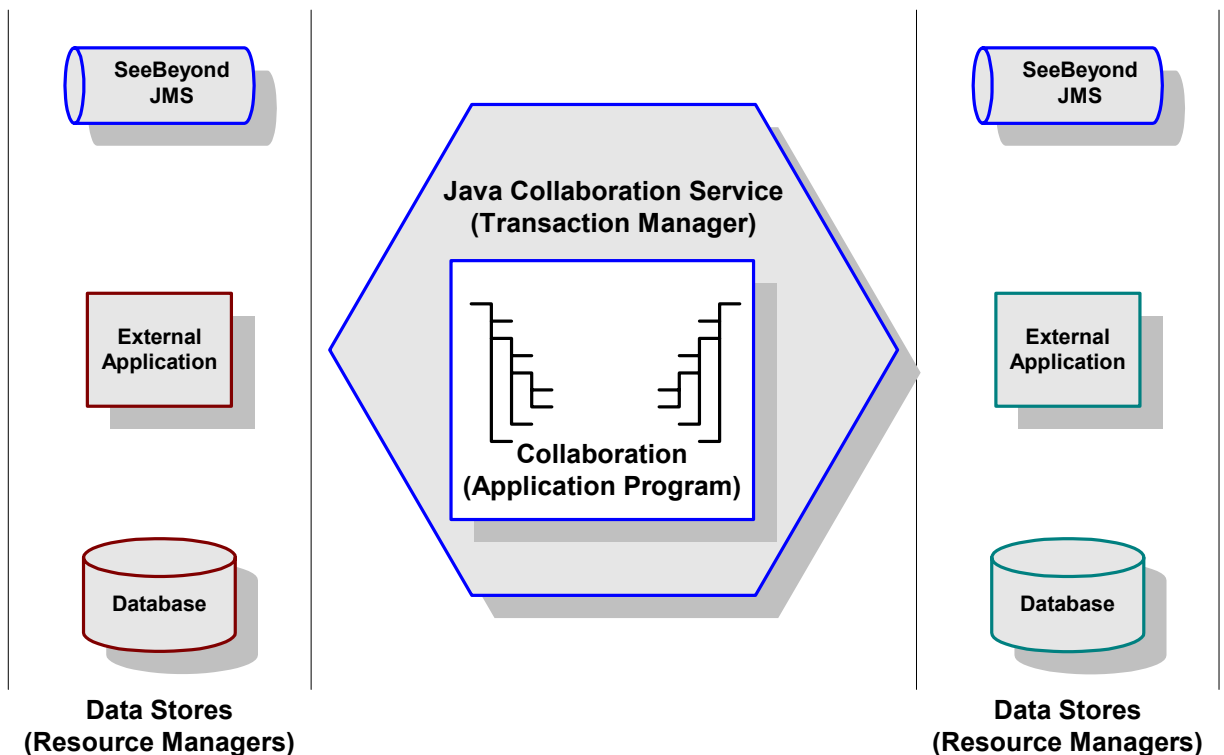 SeeBeyond
JMS
External
Application
Database
Data Stores
(Resource Managers)
Java Collaboration Service
(Transaction Manager)
Collaboration
(Application Program)
SeeBeyond
JMS
External
Application
Database
Data Stores
(Resource Managers)